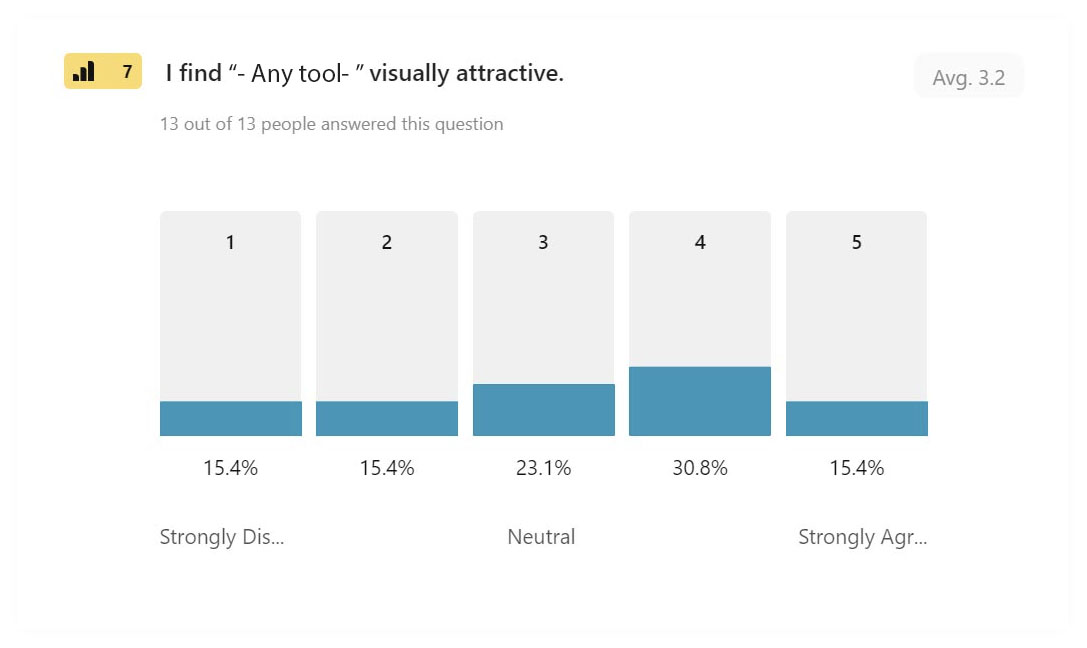 7 I find “- Any tool- ” visually attractive. Avg. 3.2
13 out of 13 people answered this question
1 2 3 4 5
15.4% 15.4% 23.1% 30.8% 15.4%
Strongly Dis... Neutral Strongly Agr...